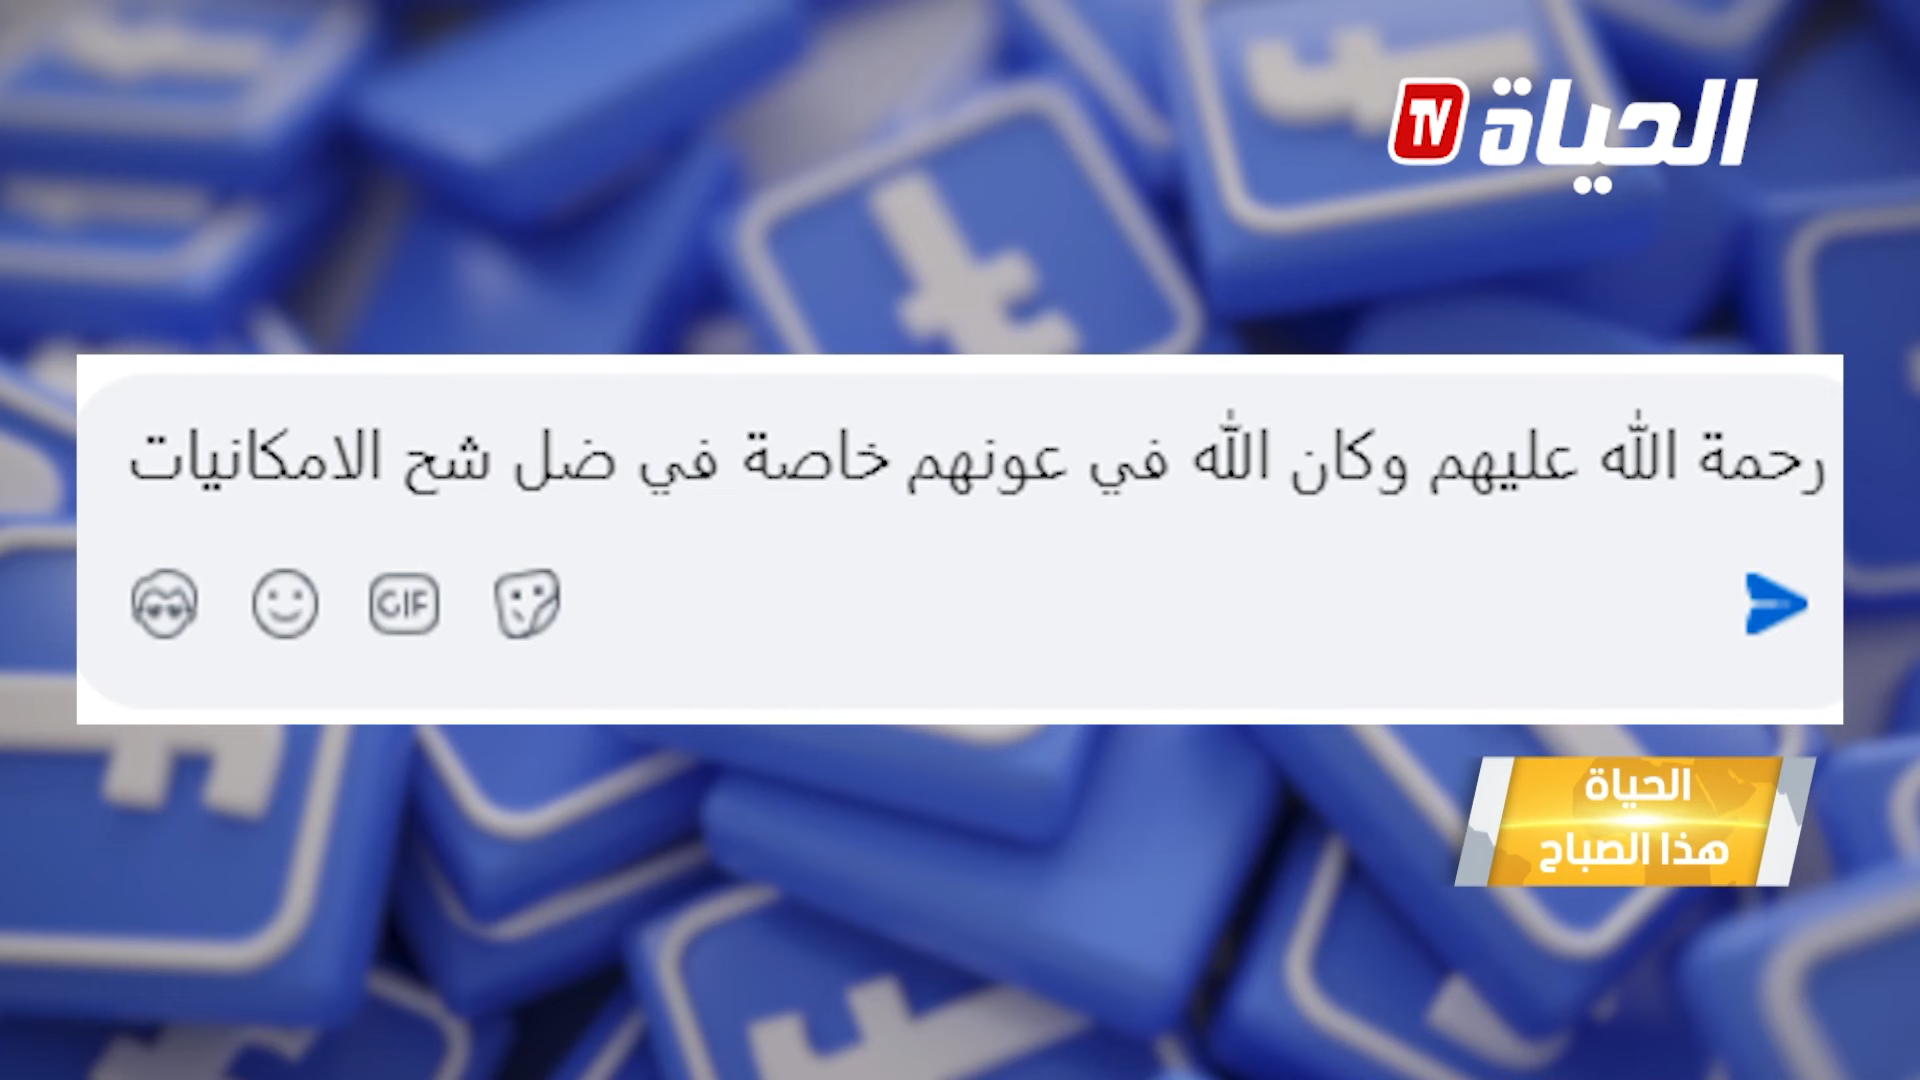 الحياة TV
رحمة الله عليهم وكان الله في عونهم خاصة في ضل شح الامكانيات
GIF
الحياة
هذا الصباح